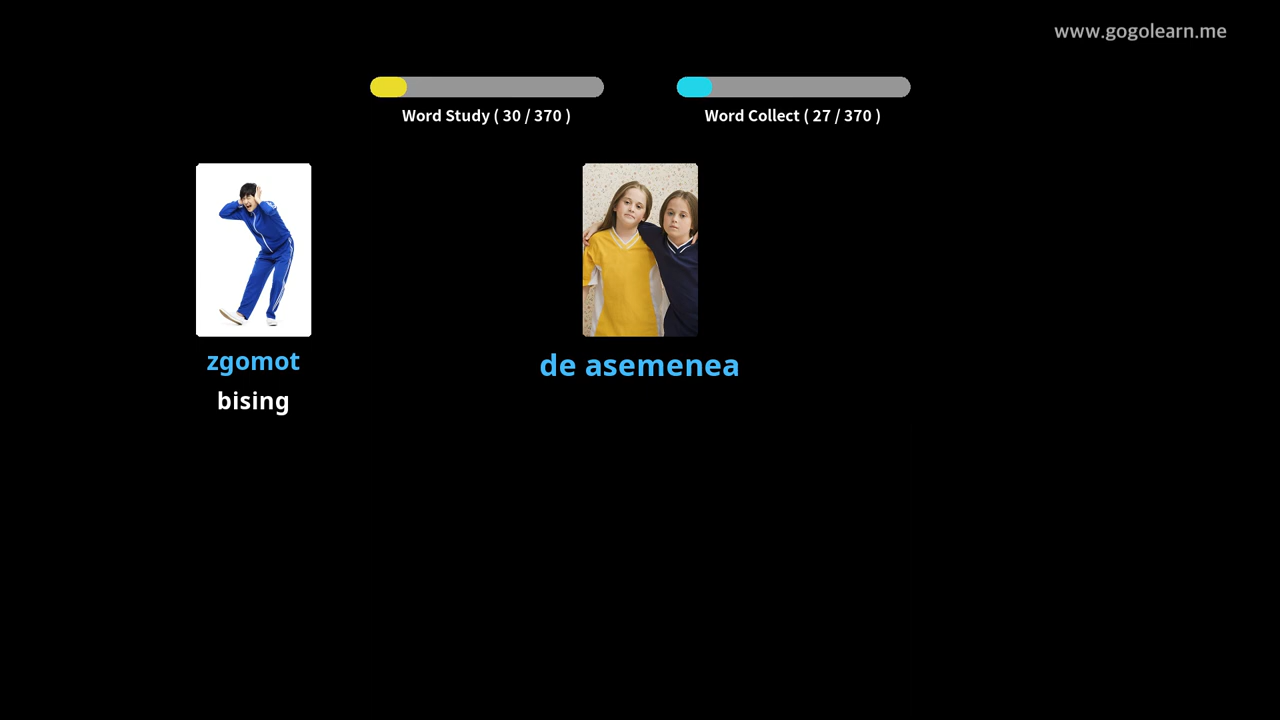 www.gogolearn.me
Word Study ( 30 / 370 )
Word Collect ( 27 / 370 )
zgomot
bising
de asemenea